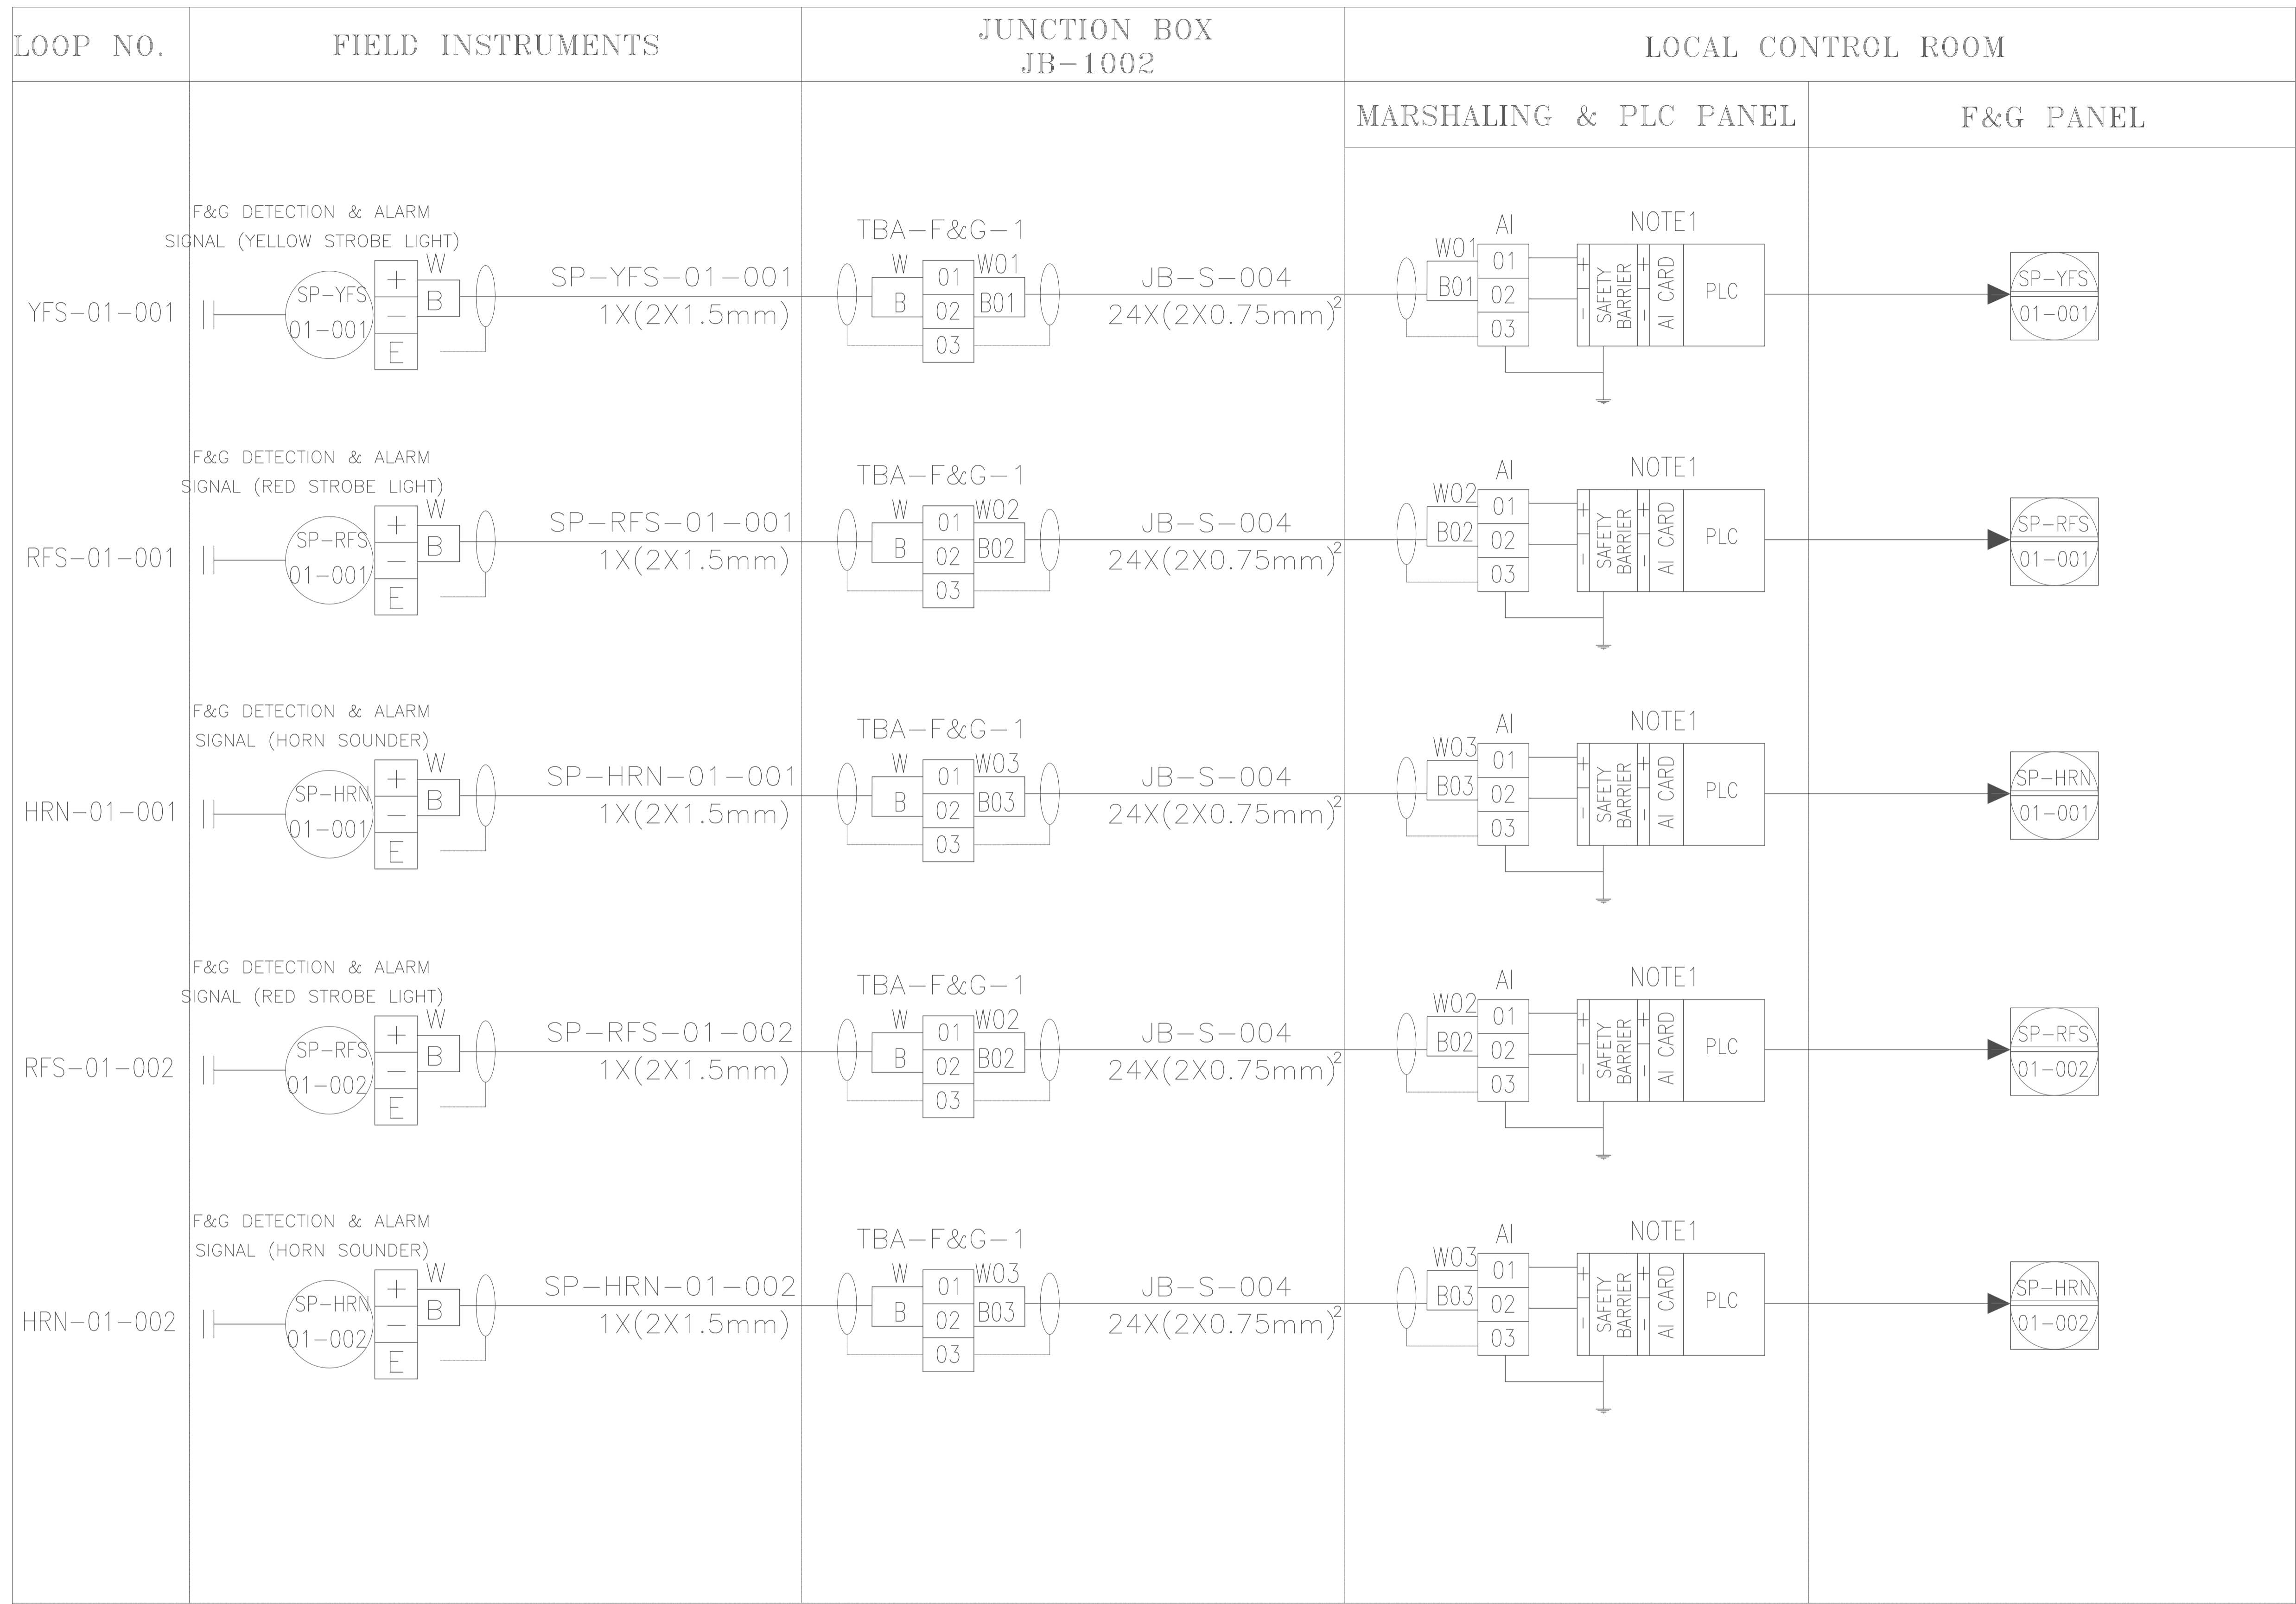 LOOP NO.
FIELD INSTRUMENTS
JUNCTION BOX
JB-1002
LOCAL CONTROL ROOM
MARSHALING & PLC PANEL
F&G PANEL
YFS-01-001
F&G DETECTION & ALARM
SIGNAL (YELLOW STROBE LIGHT)
SP-YFS
01-001
+
-
E
W
B
SP-YFS-01-001
1X(2X1.5mm)
TBA-F&G-1
W
B
01
02
03
W01
B01
JB-S-004
24X(2X0.75mm)²
W01
B01
AI
01
02
03
NOTE1
+
-
SAFETY
BARRIER
+
-
AI CARD
PLC
SP-YFS
01-001
RFS-01-001
F&G DETECTION & ALARM
SIGNAL (RED STROBE LIGHT)
SP-RFS
01-001
+
-
E
W
B
SP-RFS-01-001
1X(2X1.5mm)
TBA-F&G-1
W
B
01
02
03
W02
B02
JB-S-004
24X(2X0.75mm)²
W02
B02
AI
01
02
03
NOTE1
+
-
SAFETY
BARRIER
+
-
AI CARD
PLC
SP-RFS
01-001
HRN-01-001
F&G DETECTION & ALARM
SIGNAL (HORN SOUNDER)
SP-HRN
01-001
+
-
E
W
B
SP-HRN-01-001
1X(2X1.5mm)
TBA-F&G-1
W
B
01
02
03
W03
B03
JB-S-004
24X(2X0.75mm)²
W03
B03
AI
01
02
03
NOTE1
+
-
SAFETY
BARRIER
+
-
AI CARD
PLC
SP-HRN
01-001
RFS-01-002
F&G DETECTION & ALARM
SIGNAL (RED STROBE LIGHT)
SP-RFS
01-002
+
-
E
W
B
SP-RFS-01-002
1X(2X1.5mm)
TBA-F&G-1
W
B
01
02
03
W02
B02
JB-S-004
24X(2X0.75mm)²
W02
B02
AI
01
02
03
NOTE1
+
-
SAFETY
BARRIER
+
-
AI CARD
PLC
SP-RFS
01-002
HRN-01-002
F&G DETECTION & ALARM
SIGNAL (HORN SOUNDER)
SP-HRN
01-002
+
-
E
W
B
SP-HRN-01-002
1X(2X1.5mm)
TBA-F&G-1
W
B
01
02
03
W03
B03
JB-S-004
24X(2X0.75mm)²
W03
B03
AI
01
02
03
NOTE1
+
-
SAFETY
BARRIER
+
-
AI CARD
PLC
SP-HRN
01-002